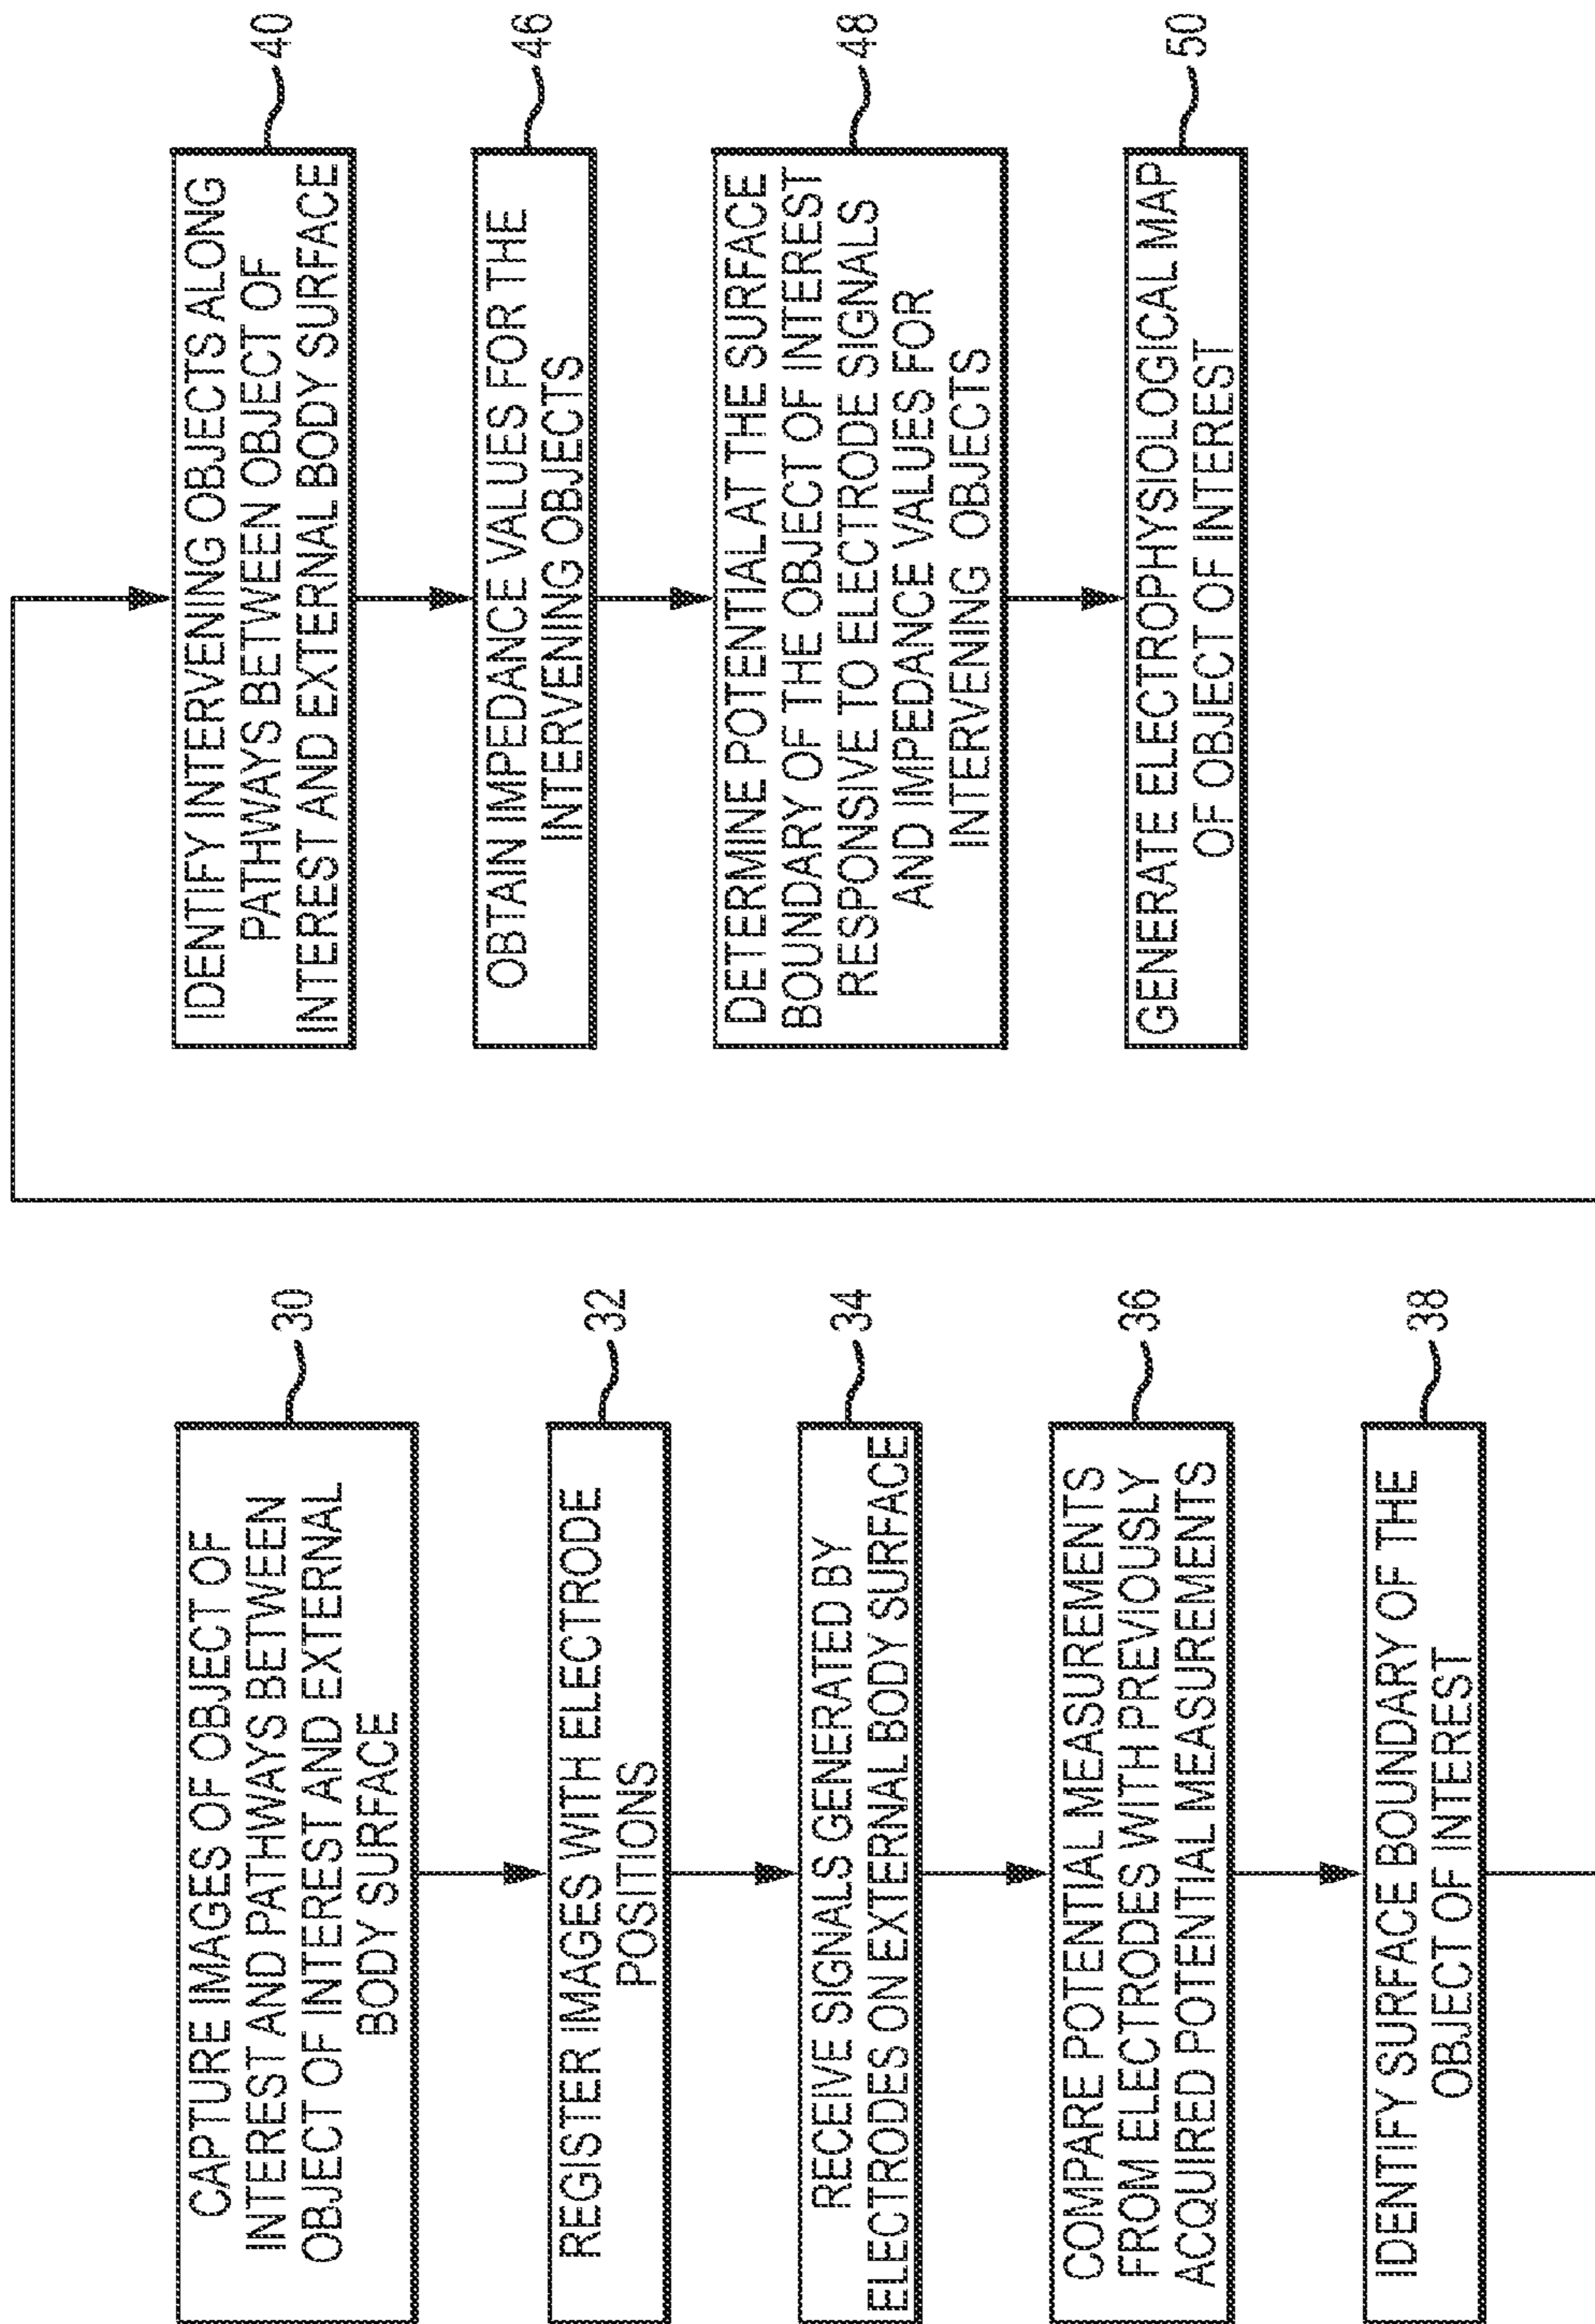 CAPTURE IMAGES OF OBJECT OF
INTEREST AND PATHWAYS BETWEEN
OBJECT OF INTEREST AND EXTERNAL
BODY SURFACE
30
REGISTER IMAGES WITH ELECTRODE
POSITIONS
32
RECEIVE SIGNALS GENERATED BY
ELECTRODES ON EXTERNAL BODY SURFACE
34
COMPARE POTENTIAL MEASUREMENTS
FROM ELECTRODES WITH PREVIOUSLY
ACQUIRED POTENTIAL MEASUREMENTS
36
IDENTIFY SURFACE BOUNDARY OF THE
OBJECT OF INTEREST
38
IDENTIFY INTERVENING OBJECTS ALONG
PATHWAYS BETWEEN OBJECT OF
INTEREST AND EXTERNAL BODY SURFACE
40
OBTAIN IMPEDANCE VALUES FOR THE
INTERVENING OBJECTS
46
DETERMINE POTENTIAL AT THE SURFACE
BOUNDARY OF THE OBJECT OF INTEREST
RESPONSIVE TO ELECTRODE SIGNALS
AND IMPEDANCE VALUES FOR
INTERVENING OBJECTS
48
GENERATE ELECTROPHYSIOLOGICAL MAP
OF OBJECT OF INTEREST
50